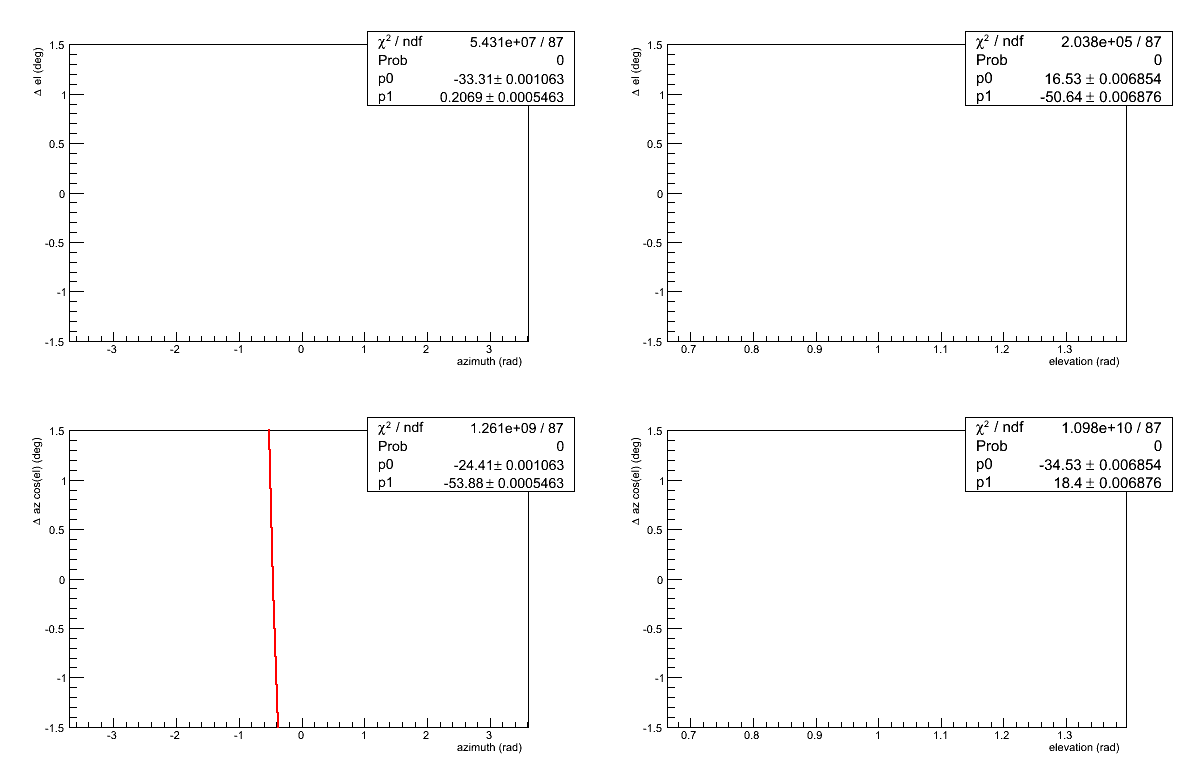 χ² / ndf 5.431e+07 / 87
Prob 0
p0 -33.31± 0.001063
p1 0.2069 ± 0.0005463
Δ el (deg)
1.5
1
0.5
0
-0.5
-1
-1.5
-3 -2 -1 0 1 2 3
azimuth (rad)
χ² / ndf 2.038e+05 / 87
Prob 0
p0 16.53 ± 0.006854
p1 -50.64 ± 0.006876
Δ el (deg)
1.5
1
0.5
0
-0.5
-1
-1.5
0.7 0.8 0.9 1 1.1 1.2 1.3
elevation (rad)
χ² / ndf 1.261e+09 / 87
Prob 0
p0 -24.41± 0.001063
p1 -53.88 ± 0.0005463
Δ az cos(el) (deg)
1.5
1
0.5
0
-0.5
-1
-1.5
-3 -2 -1 0 1 2 3
azimuth (rad)
χ² / ndf 1.098e+10 / 87
Prob 0
p0 -34.53 ± 0.006854
p1 18.4 ± 0.006876
Δ az cos(el) (deg)
1.5
1
0.5
0
-0.5
-1
-1.5
0.7 0.8 0.9 1 1.1 1.2 1.3
elevation (rad)